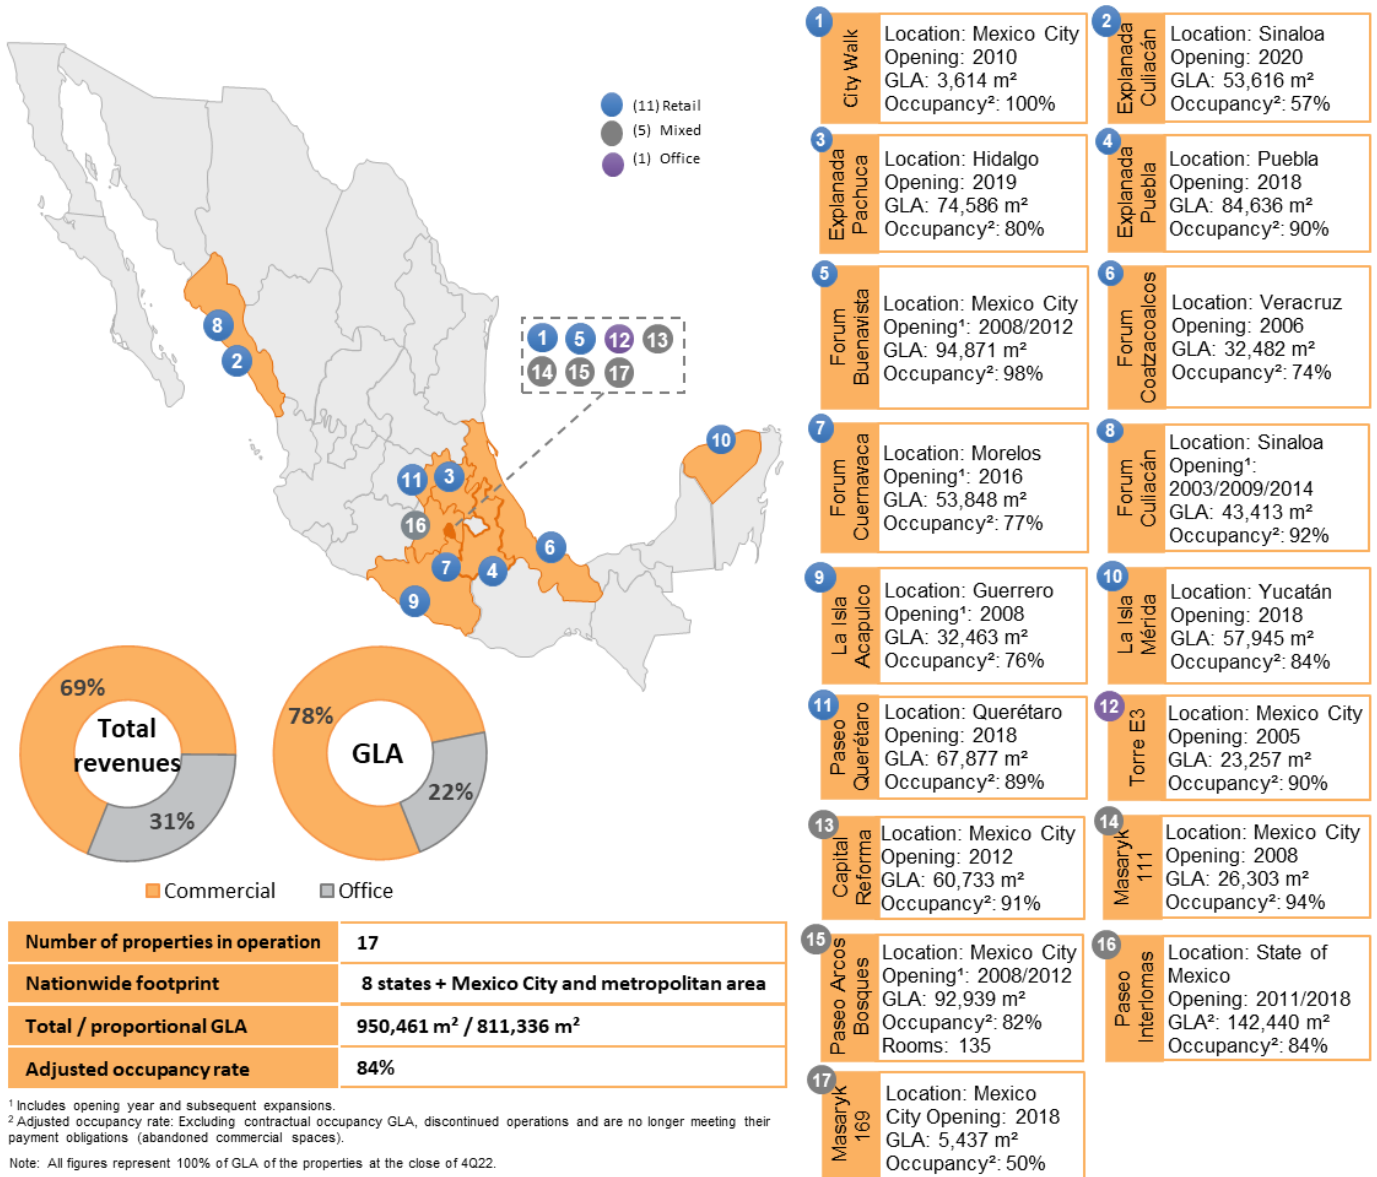 (11) Retail
(5) Mixed
(1) Office
8
2
1 5 12 13
14 15 17
10
11 3
16
6
7 4
9
69%
Total
revenues
31%
78%
GLA
22%
Commercial Office
Number of properties in operation 17
Nationwide footprint 8 states + Mexico City and metropolitan area
Total / proportional GLA 950,461 m² / 811,336 m²
Adjusted occupancy rate 84%
¹ Includes opening year and subsequent expansions.
² Adjusted occupancy rate: Excluding contractual occupancy GLA, discontinued operations and are no longer meeting their
payment obligations (abandoned commercial spaces).
Note: All figures represent 100% of GLA of the properties at the close of 4Q22.
1
City Walk
Location: Mexico City
Opening: 2010
GLA: 3,614 m²
Occupancy²: 100%
2
Explanada
Culiacán
Location: Sinaloa
Opening: 2020
GLA: 53,616 m²
Occupancy²: 57%
3
Explanada
Pachuca
Location: Hidalgo
Opening: 2019
GLA: 74,586 m²
Occupancy²: 80%
4
Explanada
Puebla
Location: Puebla
Opening: 2018
GLA: 84,636 m²
Occupancy²: 90%
5
Forum
Buenavista
Location: Mexico City
Opening¹: 2008/2012
GLA: 94,871 m²
Occupancy²: 98%
6
Forum
Coatzacoalcos
Location: Veracruz
Opening: 2006
GLA: 32,482 m²
Occupancy²: 74%
7
Forum
Cuernavaca
Location: Morelos
Opening¹: 2016
GLA: 53,848 m²
Occupancy²: 77%
8
Forum
Culiacán
Location: Sinaloa
Opening¹:
2003/2009/2014
GLA: 43,413 m²
Occupancy²: 92%
9
La Isla
Acapulco
Location: Guerrero
Opening¹: 2008
GLA: 32,463 m²
Occupancy²: 76%
10
La Isla
Mérida
Location: Yucatán
Opening: 2018
GLA: 57,945 m²
Occupancy²: 84%
11
Paseo
Querétaro
Location: Querétaro
Opening: 2018
GLA: 67,877 m²
Occupancy²: 89%
12
Torre E3
Location: Mexico City
Opening: 2005
GLA: 23,257 m²
Occupancy²: 90%
13
Capital
Reforma
Location: Mexico City
Opening: 2012
GLA: 60,733 m²
Occupancy²: 91%
14
Masaryk
111
Location: Mexico City
Opening: 2008
GLA: 26,303 m²
Occupancy²: 94%
15
Paseo Arcos
Bosques
Location: Mexico City
Opening¹: 2008/2012
GLA: 92,939 m²
Occupancy²: 82%
Rooms: 135
16
Paseo
Interlomas
Location: State of
Mexico
Opening: 2011/2018
GLA²: 142,440 m²
Occupancy²: 84%
17
Masaryk
169
Location: Mexico
City Opening: 2018
GLA: 5,437 m²
Occupancy²: 50%